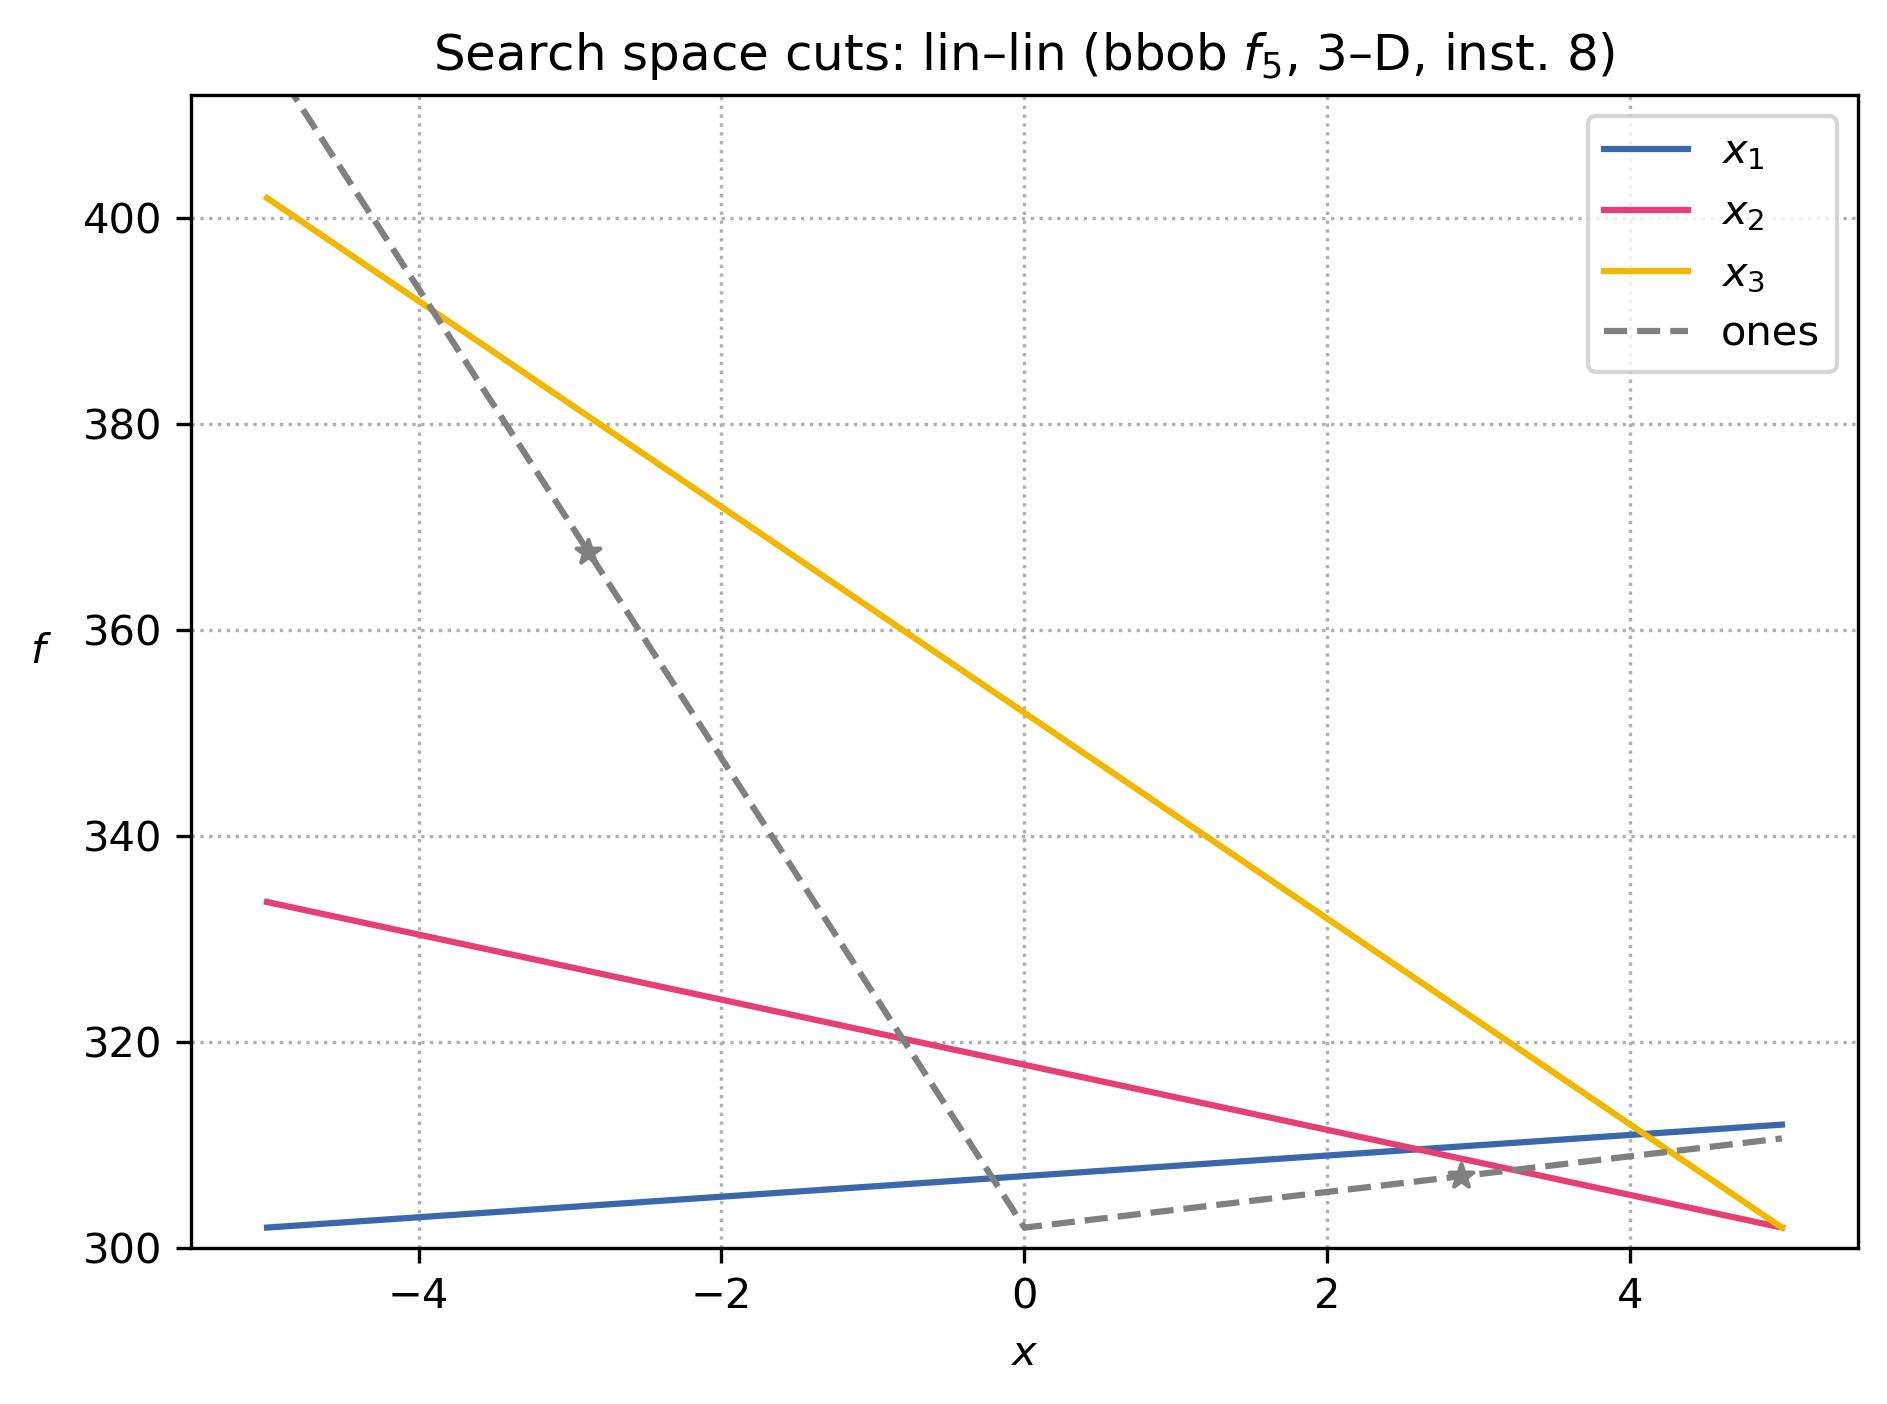 Search space cuts: lin–lin (bbob f5, 3–D, inst. 8)
x1
x2
x3
ones
400
380
360
340
320
300
f
−4
−2
0
2
4
x